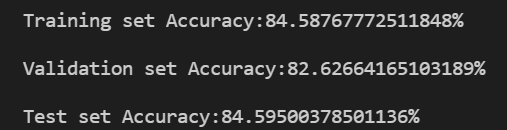 Training set Accuracy:84.58767772511848%
Validation set Accuracy:82.62664165103189%
Test set Accuracy:84.59500378501136%